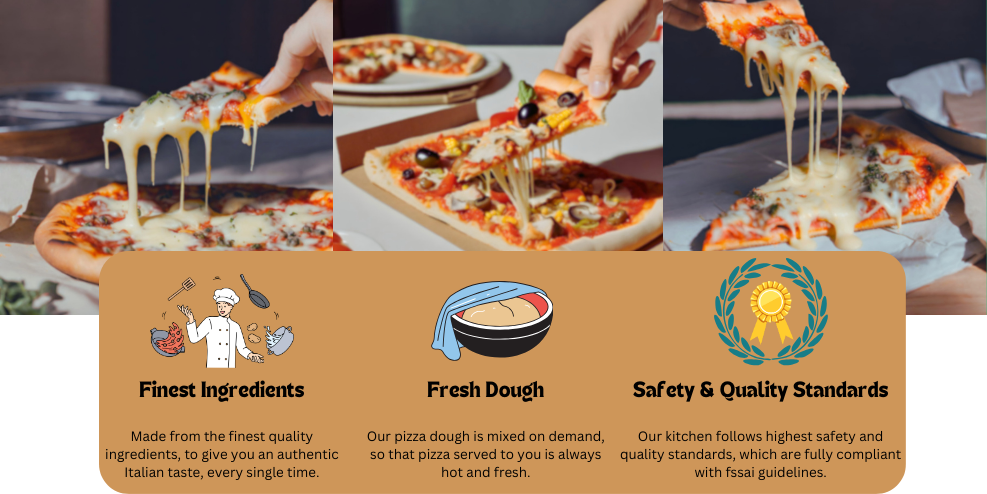 Finest Ingredients
Made from the finest quality
ingredients, to give you an authentic
Italian taste, every single time.
Fresh Dough
Our pizza dough is mixed on demand,
so that pizza served to you is always
hot and fresh.
Safety & Quality Standards
Our kitchen follows highest safety and
quality standards, which are fully compliant
with fssai guidelines.